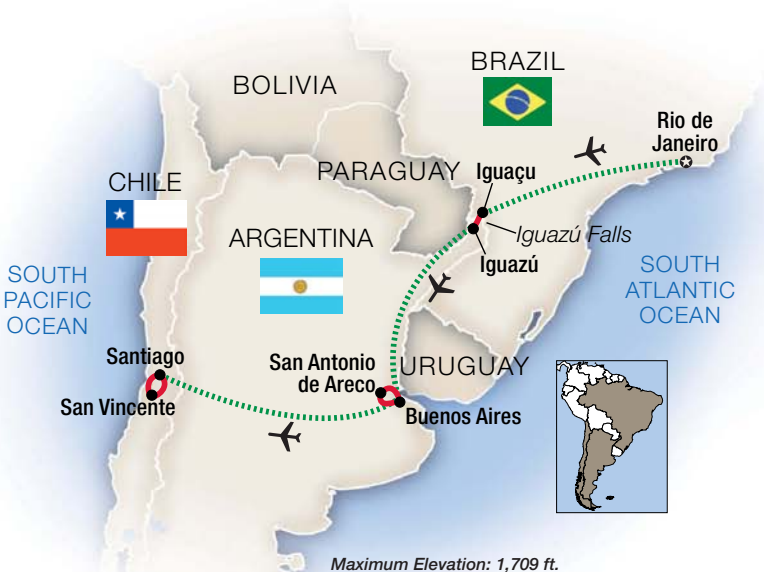 BOLIVIA
BRAZIL
Rio de
Janeiro
PARAGUAY
Iguaçu
CHILE
Iguazú Falls
ARGENTINA
Iguazú
SOUTH
PACIFIC
OCEAN
SOUTH
ATLANTIC
OCEAN
Santiago
San Antonio
de Areco
URUGUAY
San Vincente
Buenos Aires
Maximum Elevation: 1,709 ft.